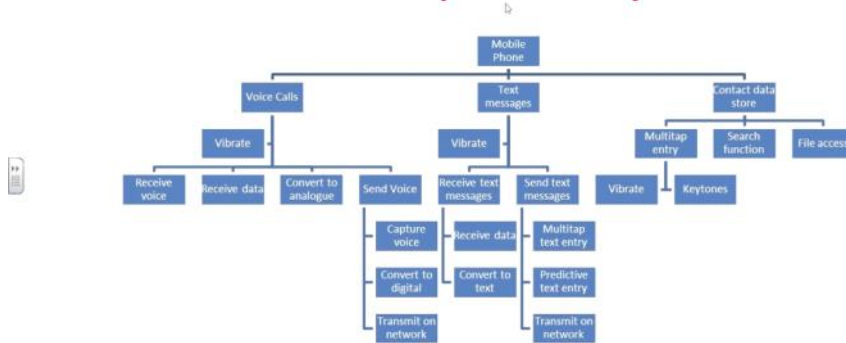 Mobile
Phone
Voice Calls
Text
messages
Contact data
store
Vibrate
Vibrate
Multitap
entry
Search
function
File access
Receive
voice
Receive data
Convert to
analogue
Send Voice
Receive text
messages
Send text
messages
Vibrate
Keytones
Capture
voice
Receive data
Multitap
text entry
Convert to
digital
Convert to
text
Predictive
text entry
Transmit on
network
Transmit on
network